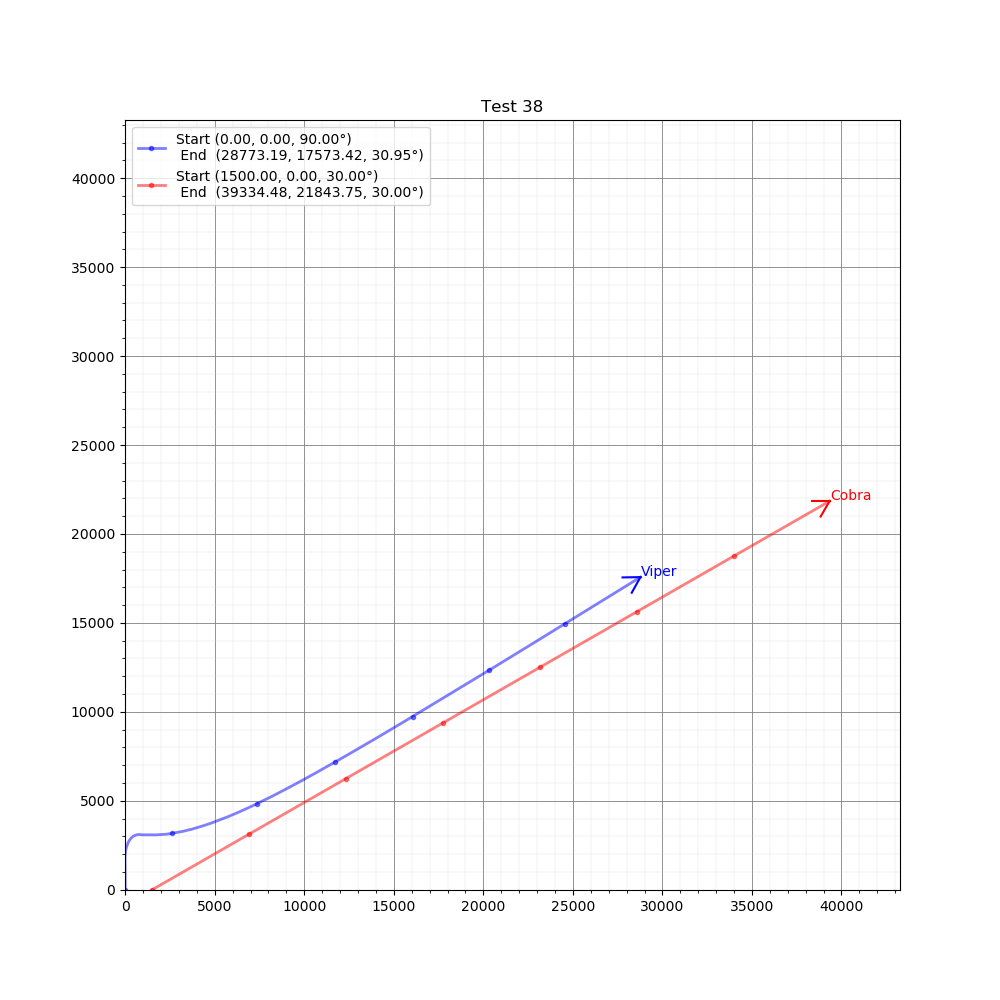 Test 38
Start (0.00, 0.00, 90.00°)
End  (28773.19, 17573.42, 30.95°)
Start (1500.00, 0.00, 30.00°)
End  (39334.48, 21843.75, 30.00°)
40000
35000
30000
25000
20000
15000
10000
5000
0
Cobra
Viper
0 5000 10000 15000 20000 25000 30000 35000 40000